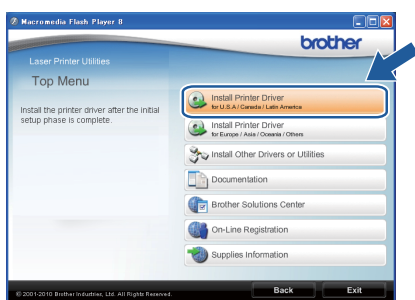 Macromedia Flash Player 8
brother
Laser Printer Utilities
Top Menu
Install the printer driver after the initial
setup phase is complete.
Install Printer Driver
for U.S.A / Canada / Latin America
Install Printer Driver
for Europe / Asia / Oceania / Others
Install Other Drivers or Utilities
Documentation
Brother Solutions Center
On-Line Registration
Supplies Information
© 2001-2010 Brother Industries, Ltd. All Rights Reserved.
Back
Exit